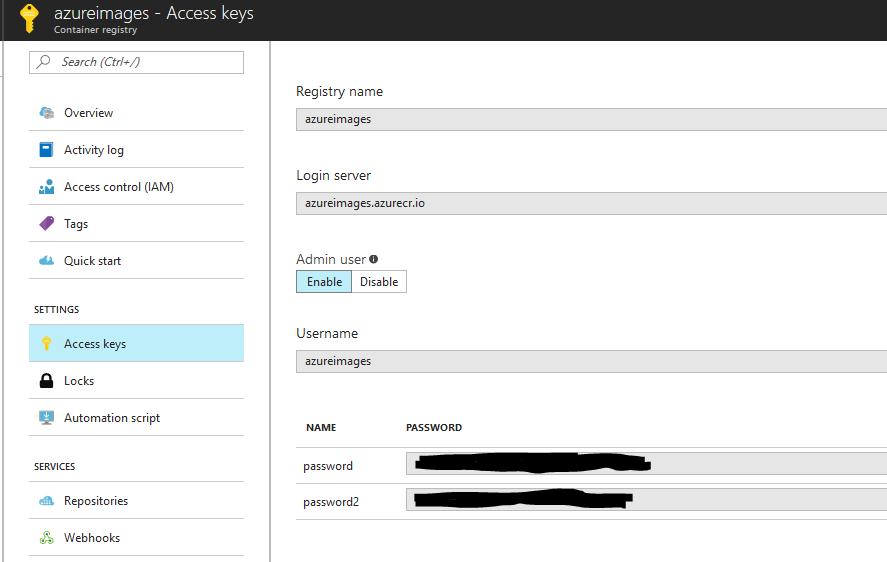 azureimages - Access keys
Container registry
Search (Ctrl+/)
Overview
Activity log
Access control (IAM)
Tags
Quick start
SETTINGS
Access keys
Locks
Automation script
SERVICES
Repositories
Webhooks
Registry name
azureimages
Login server
azureimages.azurecr.io
Admin user
Enable Disable
Username
azureimages
NAME PASSWORD
password
password2